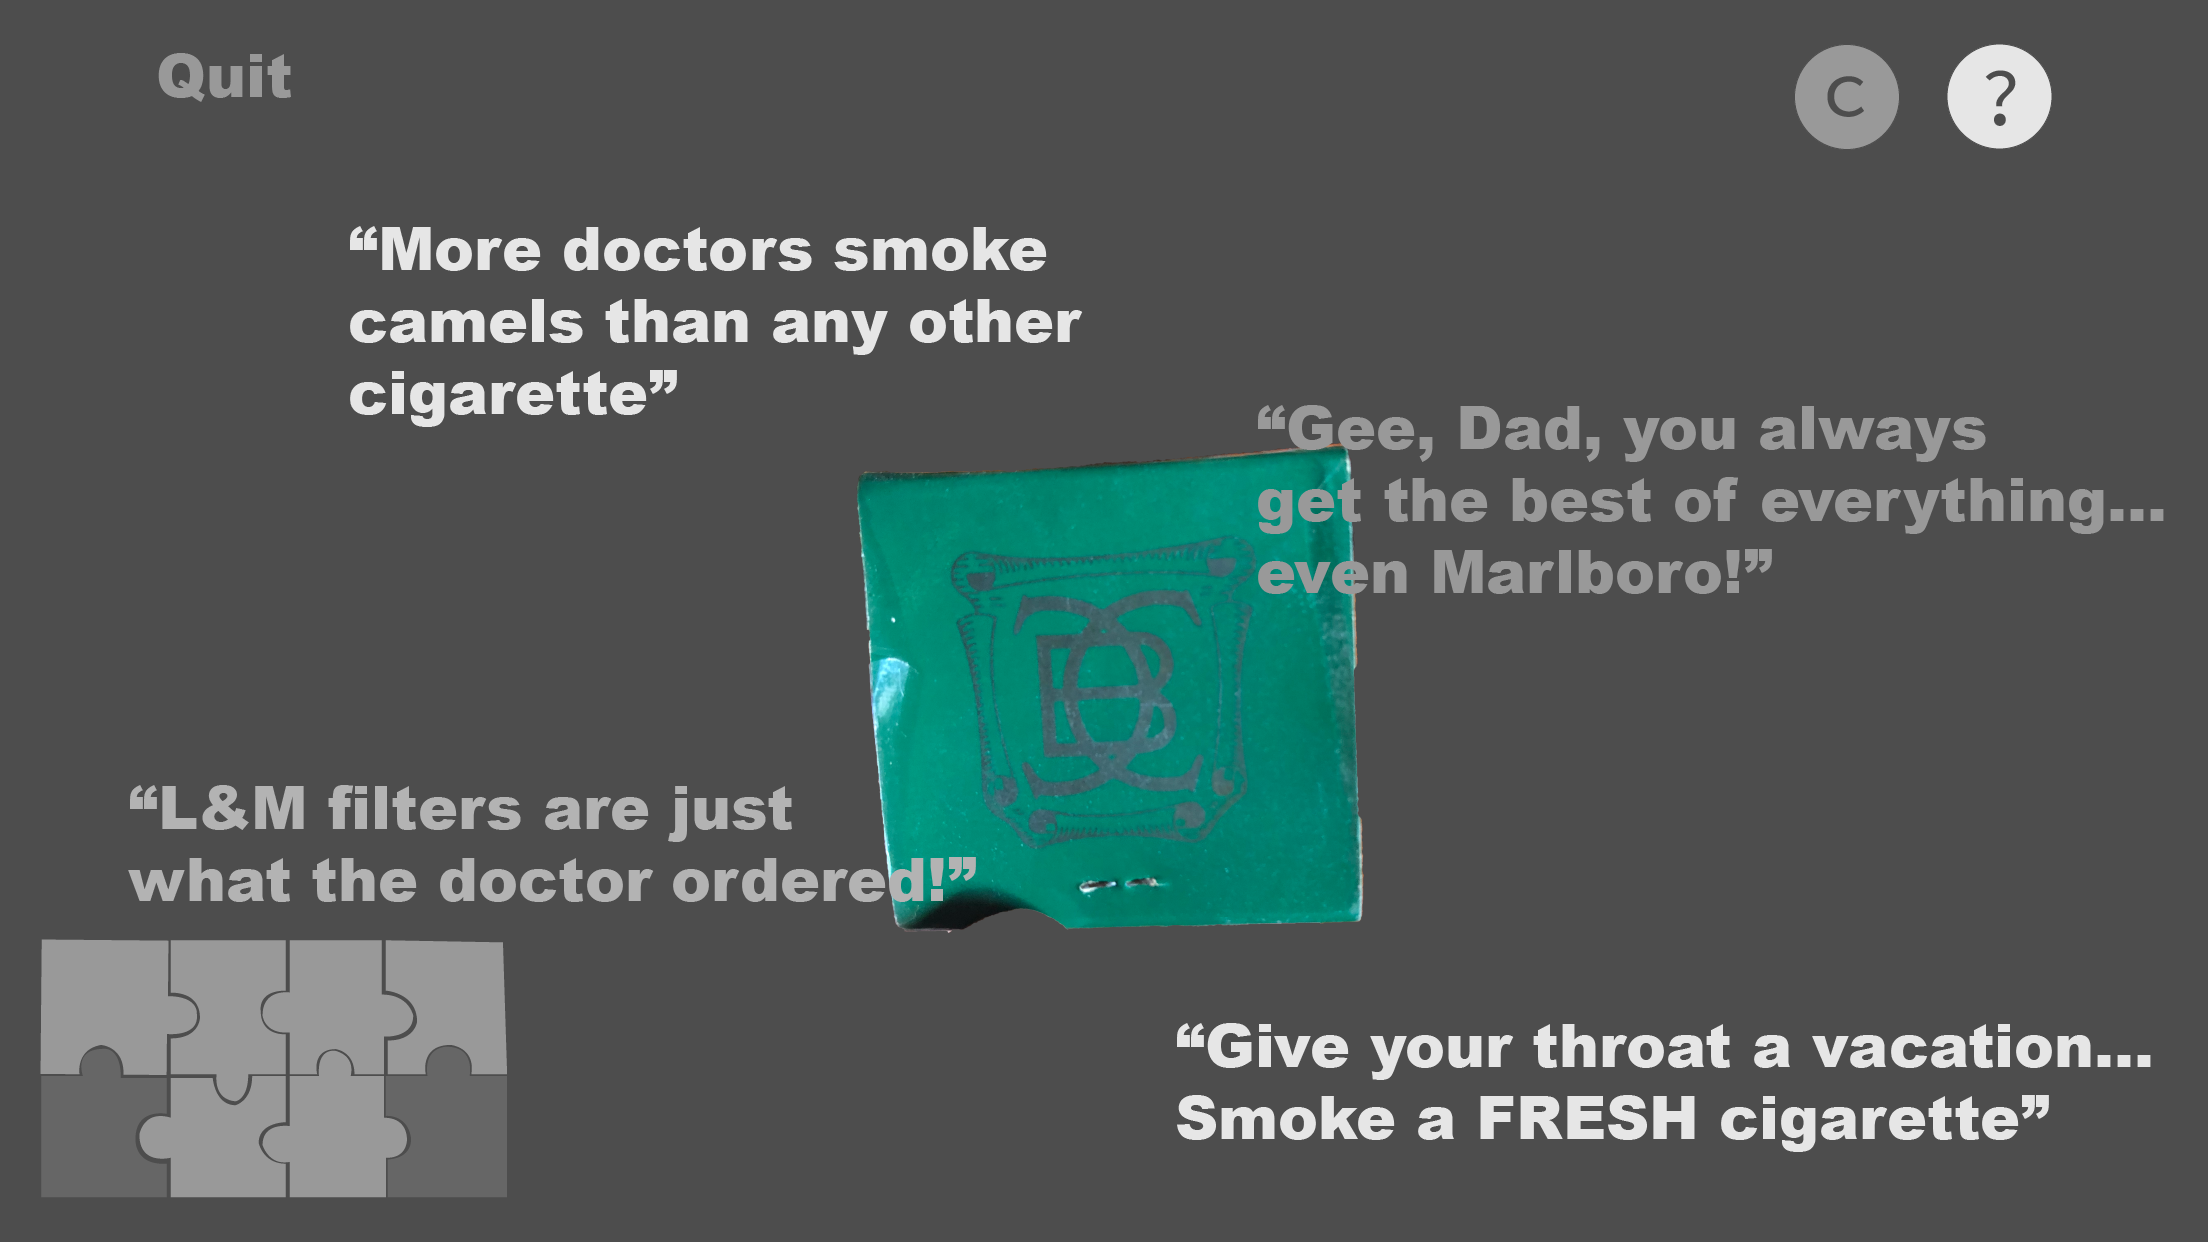 Quit
C
?
“More doctors smoke
camels than any other
cigarette”
“Gee, Dad, you always
get the best of everything...
even Marlboro!”
“L&M filters are just
what the doctor ordered!”
“Give your throat a vacation...
Smoke a FRESH cigarette”